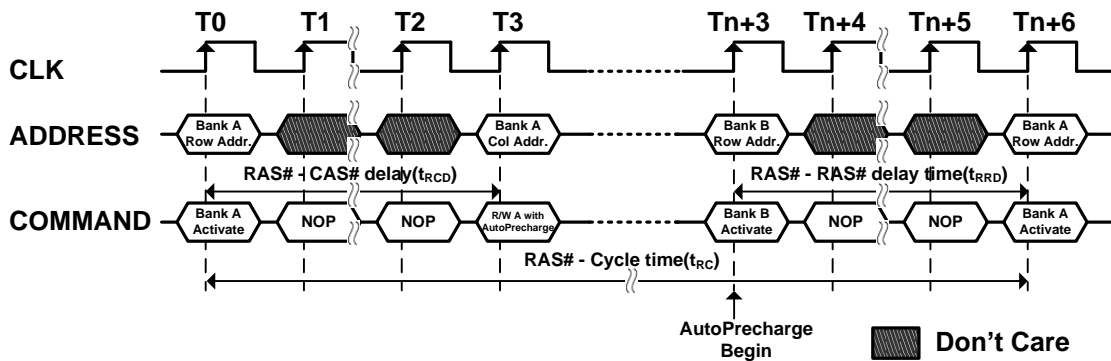 T0 T1 T2 T3 Tn+3 Tn+4 Tn+5 Tn+6
CLK
ADDRESS
Bank A
Row Addr.
Bank A
Col Addr.
Bank B
Row Addr.
Bank A
Row Addr.
RAS# - CAS# delay(tRCD)
RAS# - RAS# delay time(tRRD)
COMMAND
Bank A
Activate
NOP
NOP
R/W A with
AutoPrecharge
Bank B
Activate
NOP
NOP
Bank A
Activate
RAS# - Cycle time(tRC)
AutoPrecharge
Begin
Don't Care